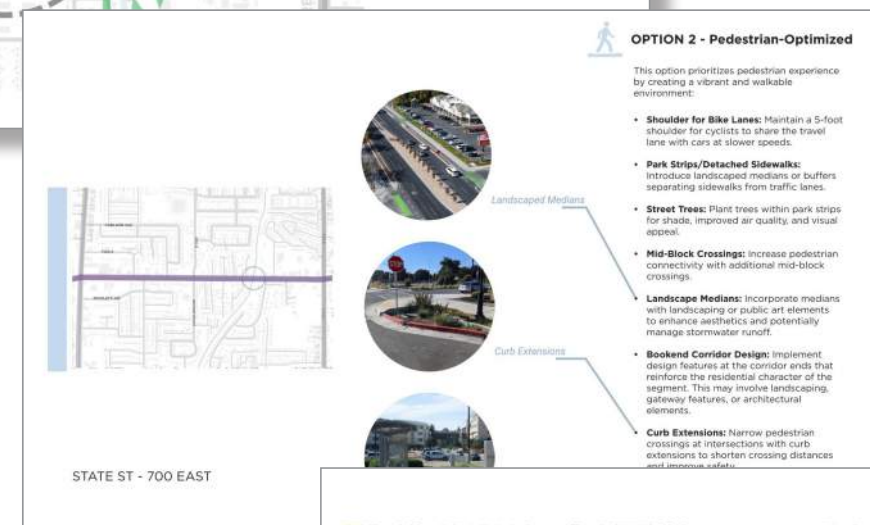 OPTION 2 - Pedestrian-Optimized
This option prioritizes pedestrian experience
by creating a vibrant and walkable
environment:
• Shoulder for Bike Lanes: Maintain a 5-foot
shoulder for cyclists to share the travel
lane with cars at slower speeds.
• Park Strips/Detached Sidewalks:
Introduce landscaped medians or buffers
separating sidewalks from traffic lanes.
• Street Trees: Plant trees within park strips
for shade, improved air quality, and visual
appeal.
• Mid-Block Crossings: Increase pedestrian
connectivity with additional mid-block
crossings.
• Landscape Medians: Incorporate medians
with landscaping or public art elements
to enhance aesthetics and potentially
manage stormwater runoff.
• Bookend Corridor Design: Implement
design features at the corridor ends that
reinforce the residential character of the
segment. This may involve landscaping,
gateway features, or architectural
elements.
• Curb Extensions: Narrow pedestrian
crossings at intersections with curb
extensions to shorten crossing distances
and improve safety.
Landscaped Medians
STOP
Curb Extensions
STATE ST - 700 EAST